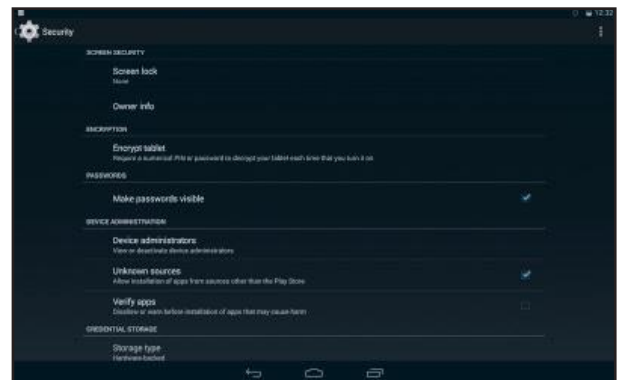 12:32
Security
SCREEN SECURITY
Screen lock
None
Owner info
ENCRYPTION
Encrypt tablet
Require a numerical PIN or password to decrypt your tablet each time that you turn it on
PASSWORDS
Make passwords visible
DEVICE ADMINISTRATION
Device administrators
View or deactivate device administrators
Unknown sources
Allow installation of apps from sources other than the Play Store
Verify apps
Disallow or warn before installation of apps that may cause harm
CREDENTIAL STORAGE
Storage type
Hardware-backed